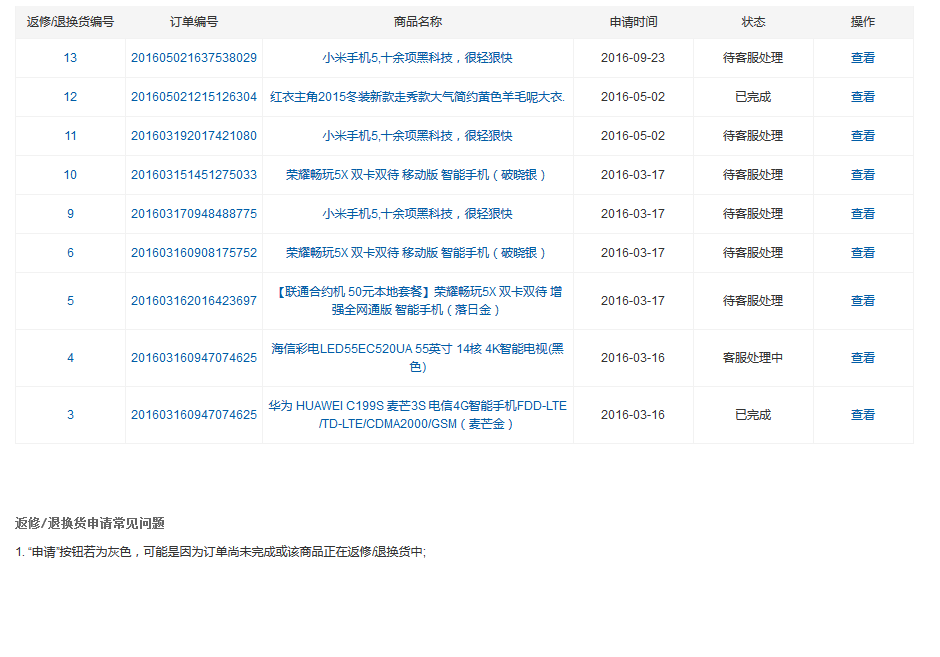 返修/退换货编号 订单编号 商品名称 申请时间 状态 操作
13 201605021637538029 小米手机5,十余项黑科技，很轻狠快 2016-09-23 待客服处理 查看
12 201605021215126304 红衣主角2015冬装新款走秀款大气简约黄色羊毛呢大衣. 2016-05-02 已完成 查看
11 201603192017421080 小米手机5,十余项黑科技，很轻狠快 2016-05-02 待客服处理 查看
10 201603151451275033 荣耀畅玩5X 双卡双待 移动版 智能手机（破晓银） 2016-03-17 待客服处理 查看
9 201603170948488775 小米手机5,十余项黑科技，很轻狠快 2016-03-17 待客服处理 查看
6 201603160908175752 荣耀畅玩5X 双卡双待 移动版 智能手机（破晓银） 2016-03-17 待客服处理 查看
【联通合约机 50元本地套餐】荣耀畅玩5X 双卡双待 增
5 201603162016423697 强全网通版 智能手机（落日金） 2016-03-17 待客服处理 查看
海信彩电LED55EC520UA 55英寸 14核 4K智能电视(黑
4 201603160947074625 色) 2016-03-16 客服处理中 查看
华为 HUAWEI C199S 麦芒3S 电信4G智能手机FDD-LTE
3 201603160947074625 /TD-LTE/CDMA2000/GSM（麦芒金） 2016-03-16 已完成 查看
返修/退换货申请常见问题
1. “申请”按钮若为灰色，可能是因为订单尚未完成或该商品正在返修/退换货中;